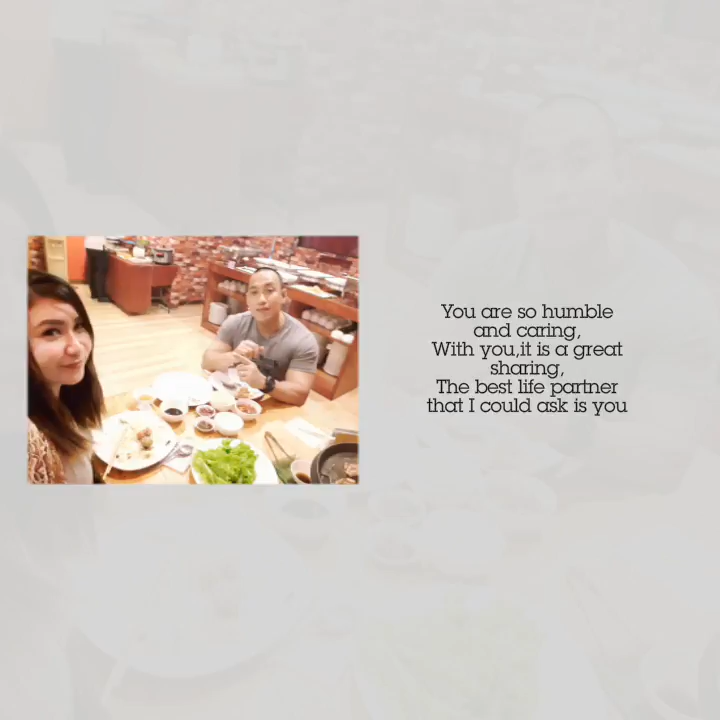 You are so humble
and caring,
With you,it is a great
sharing,
The best life partner
that I could ask is you